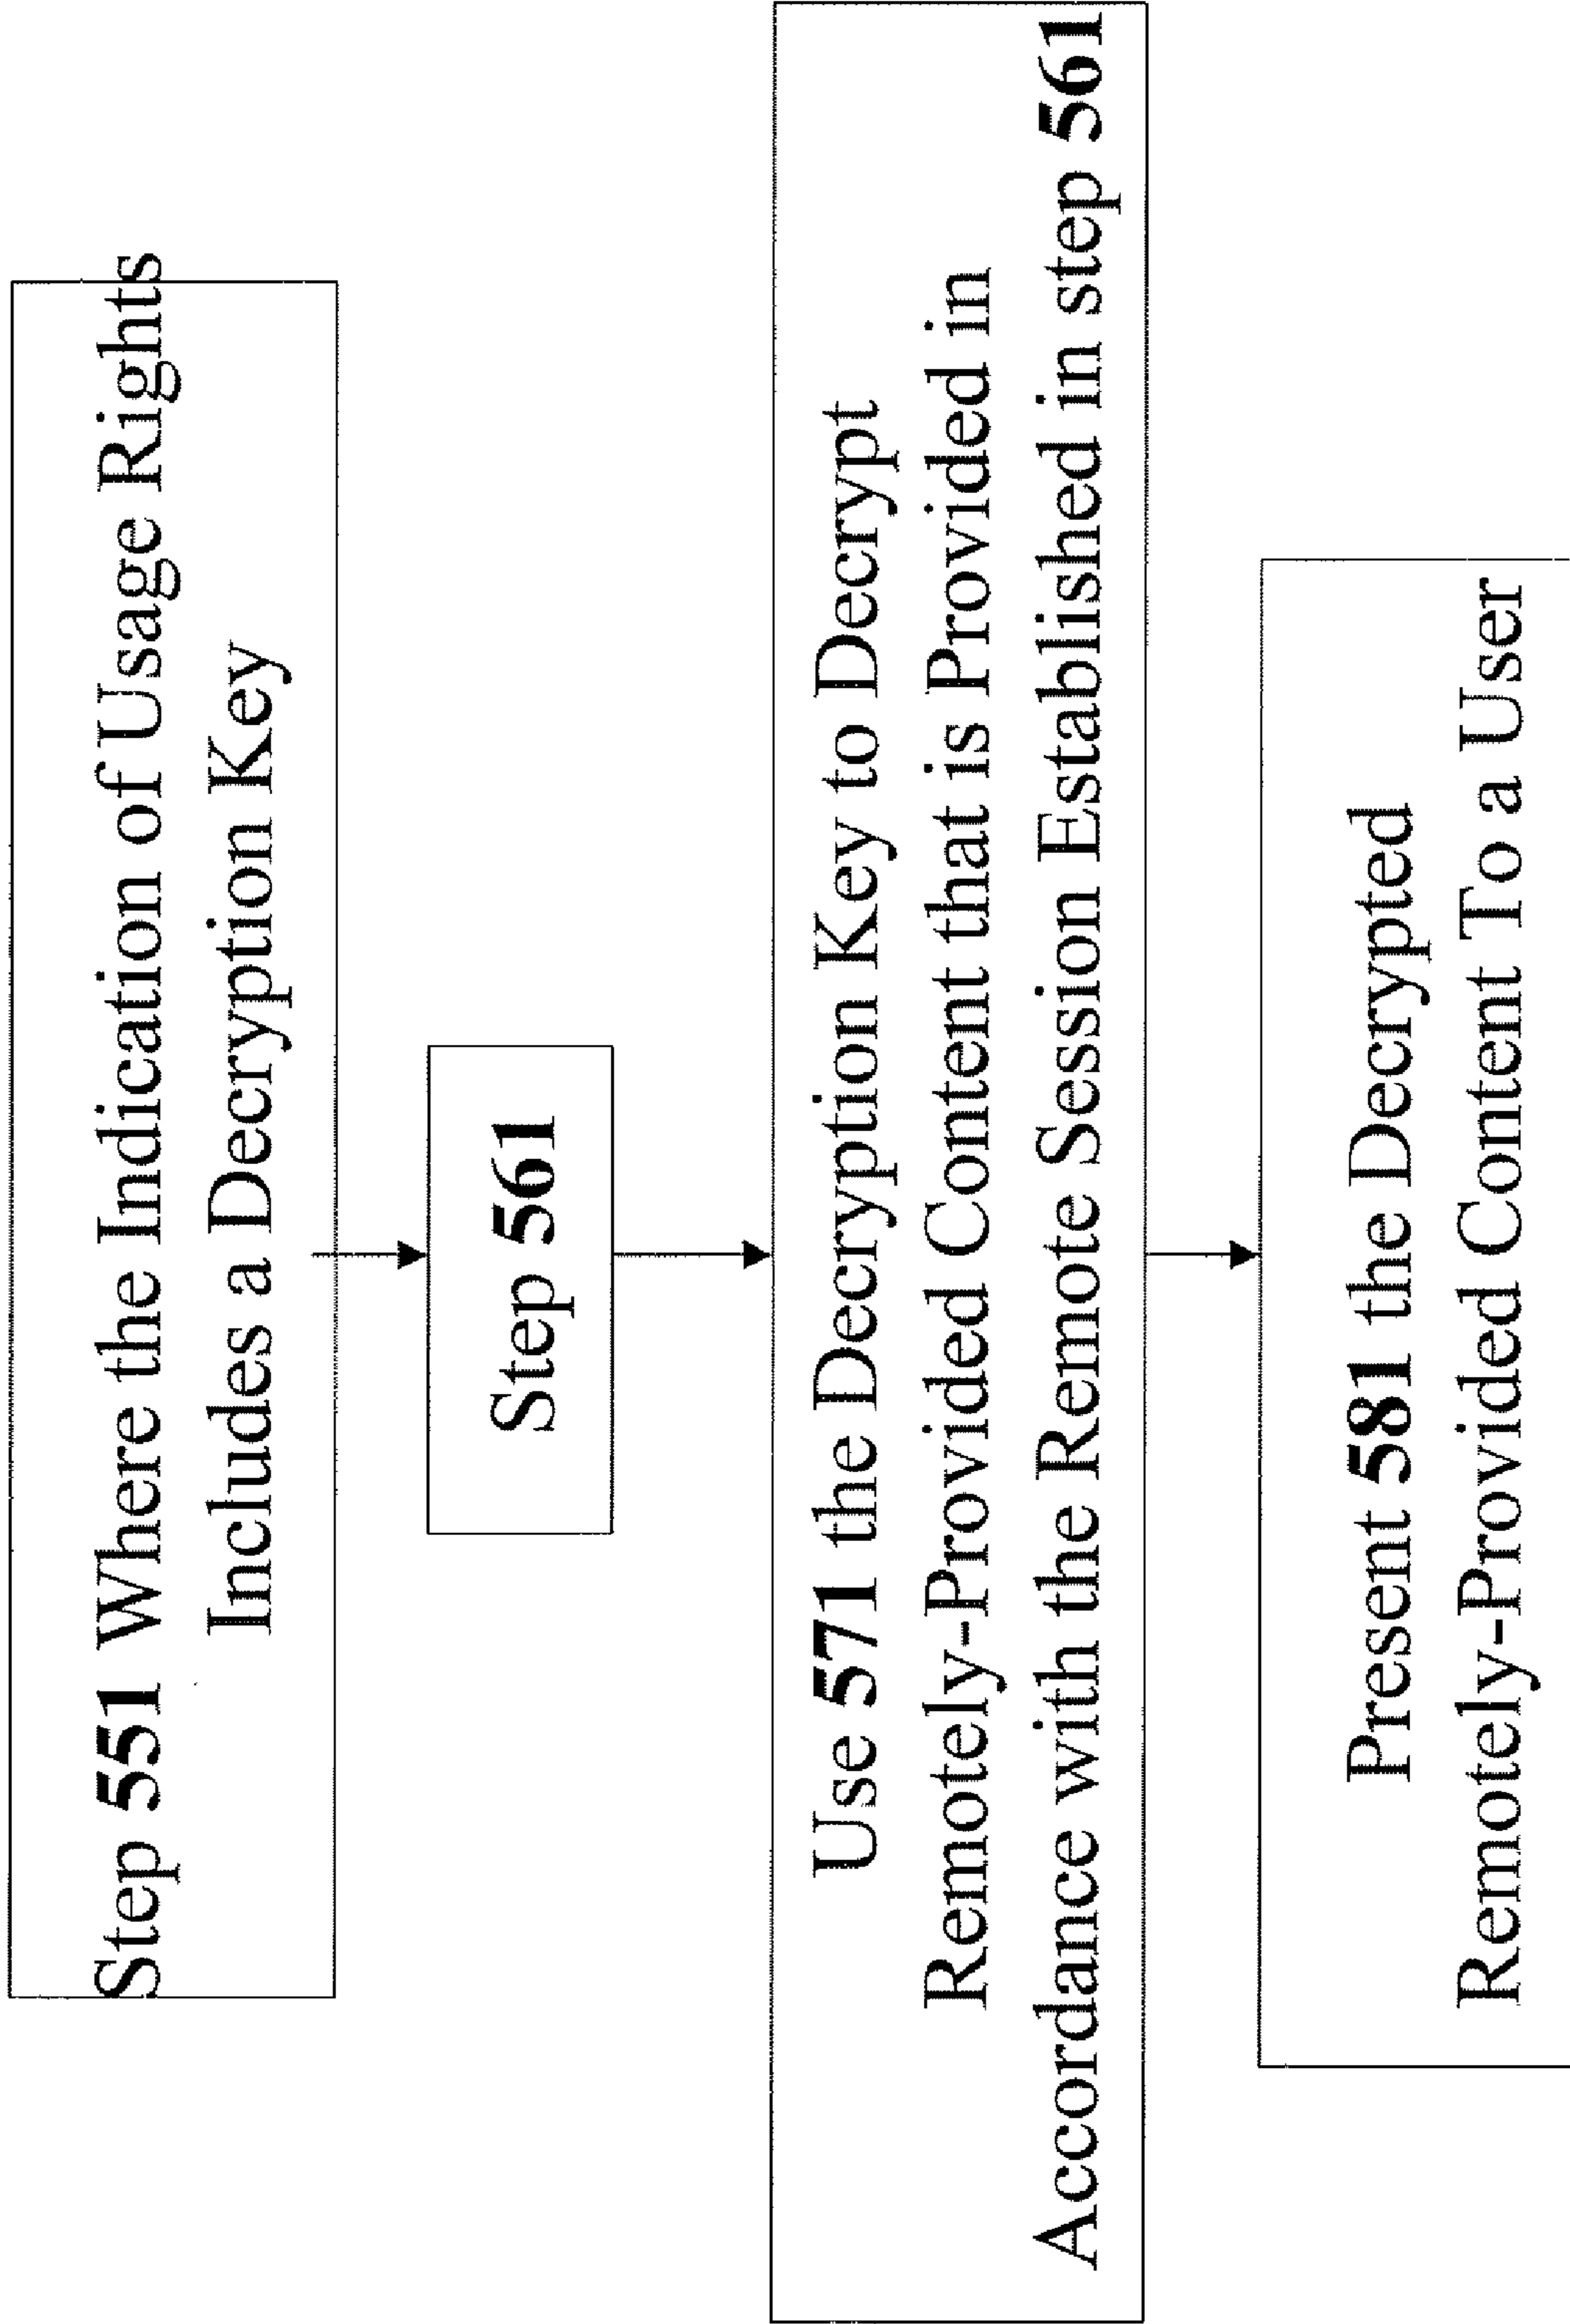 Step 551 Where the Indication of Usage Rights
Includes a Decryption Key
Step 561
Use 571 the Decryption Key to Decrypt
Remotely-Provided Content that is Provided in
Accordance with the Remote Session Established in step 561
Present 581 the Decrypted
Remotely-Provided Content To a User